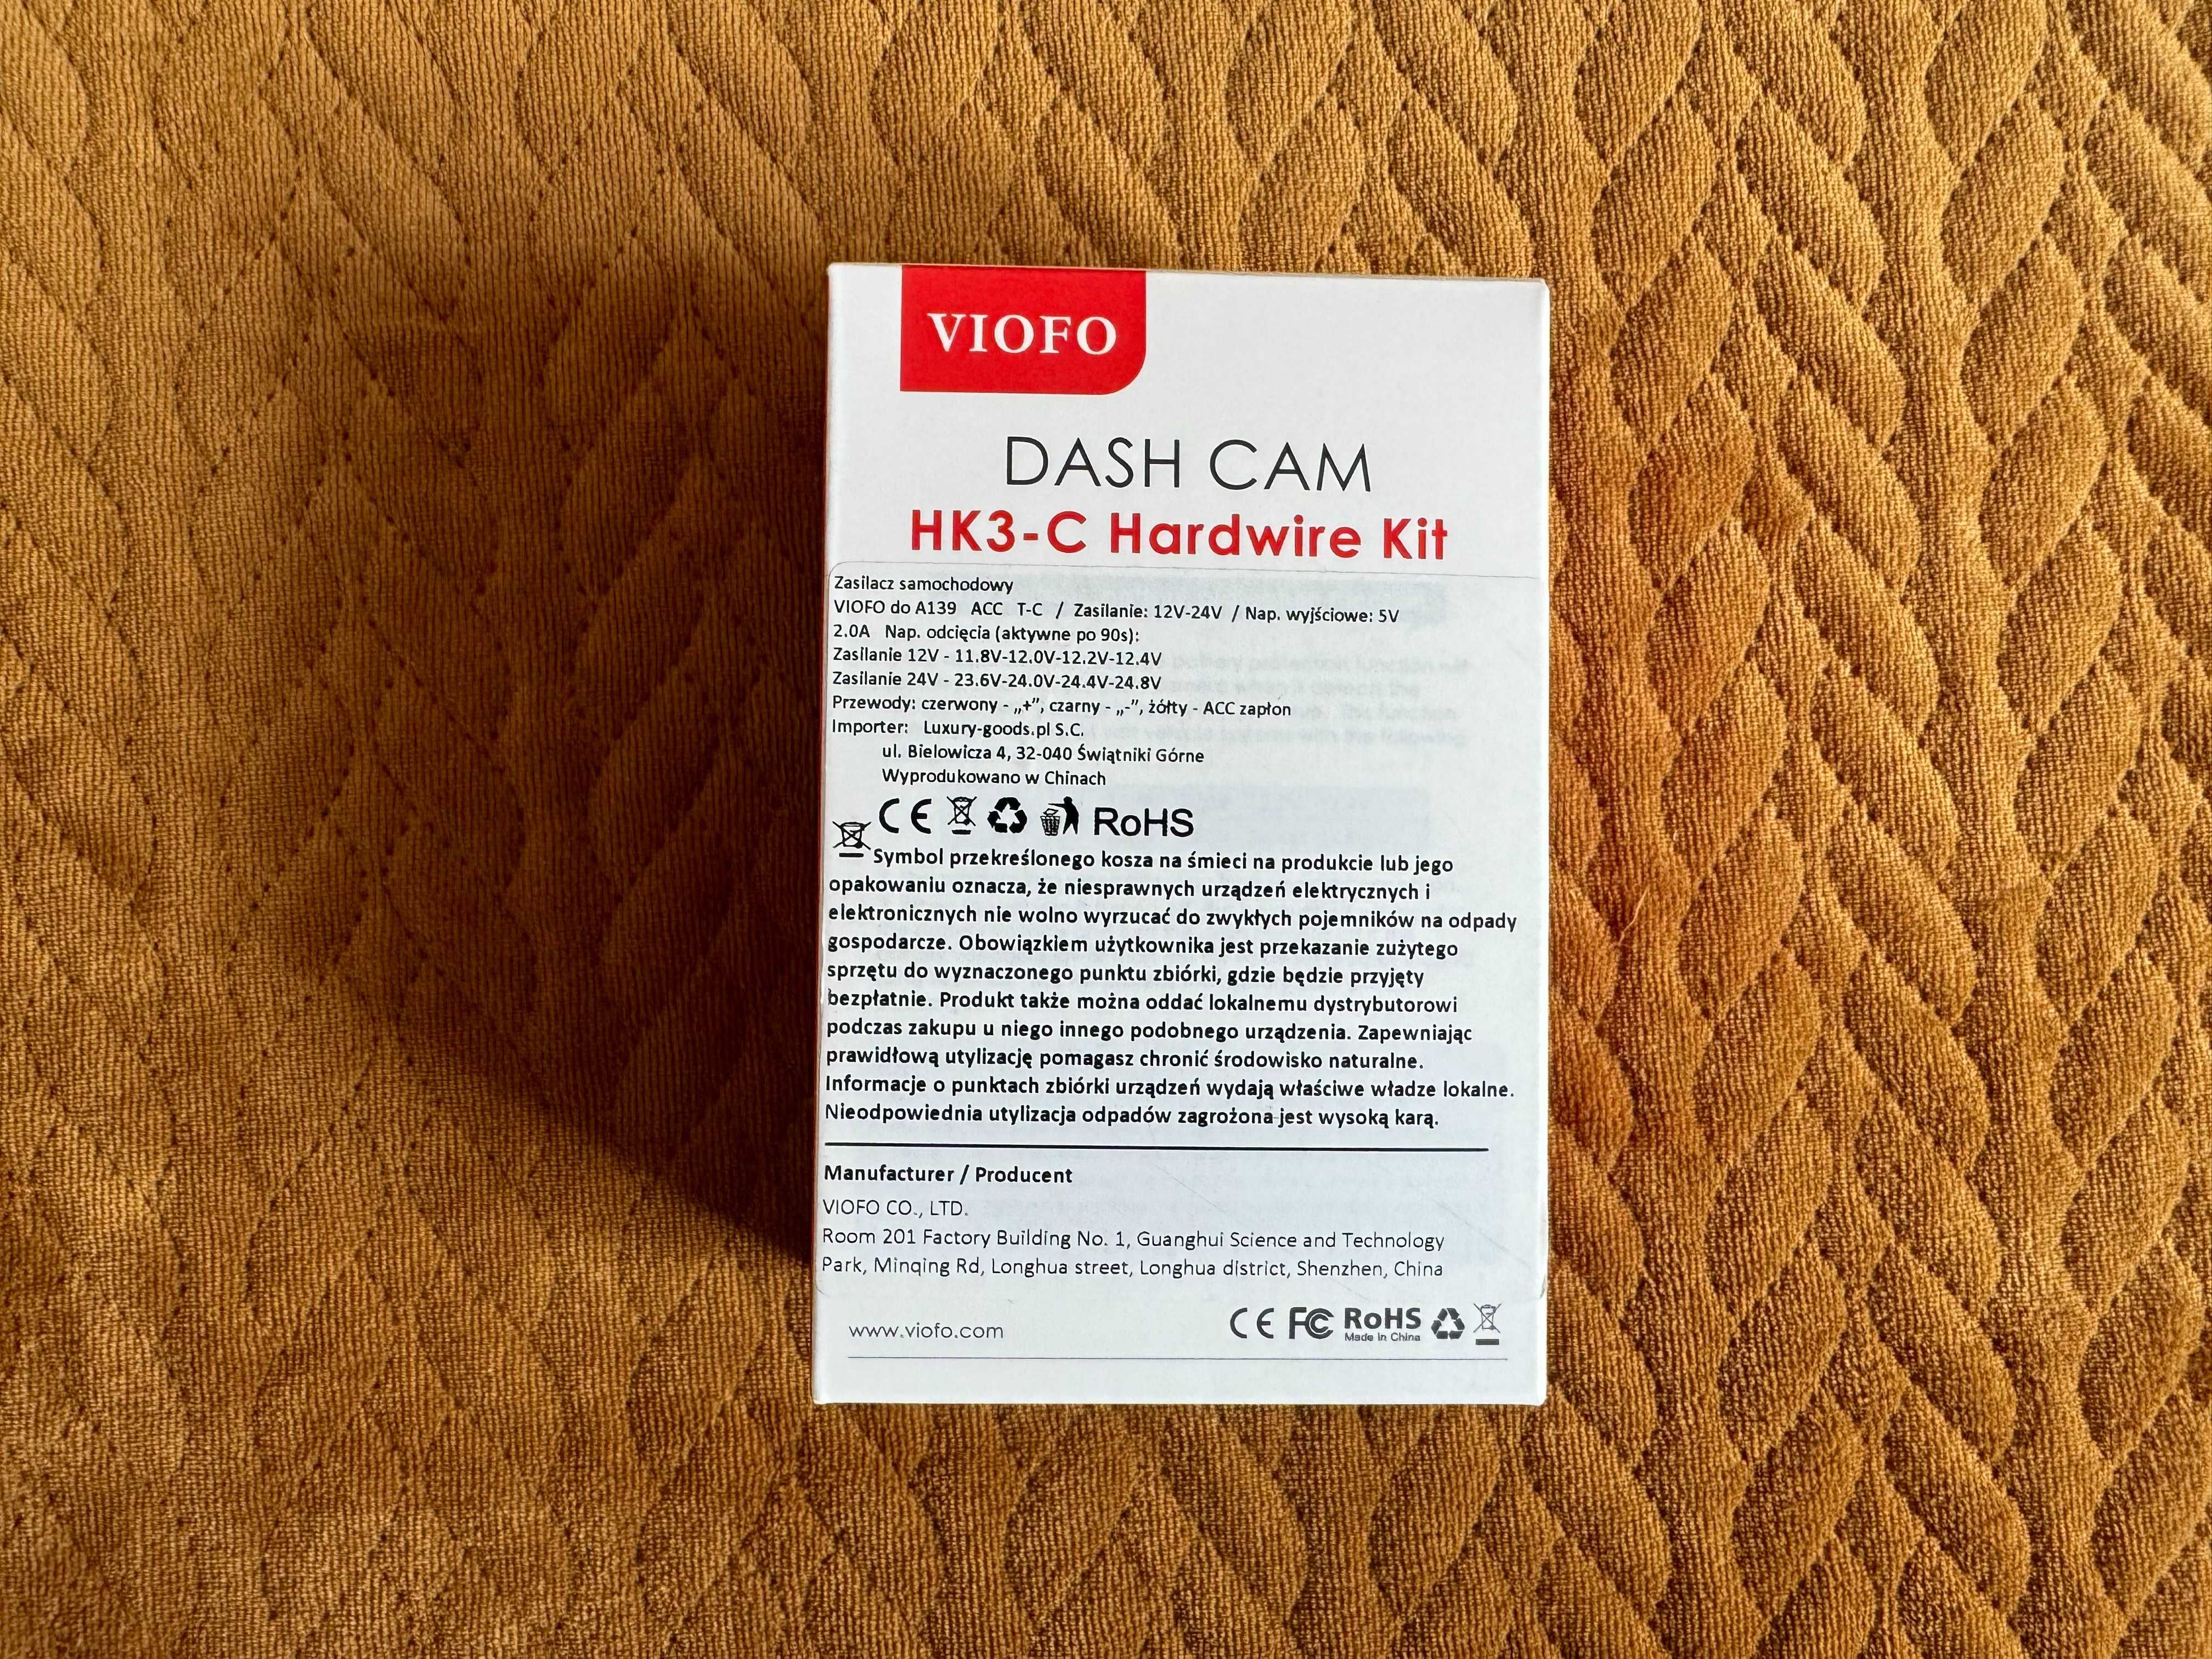 VIOFO
DASH CAM
HK3-C Hardwire Kit
Zasilacz samochodowy
VIOFO do A139 ACC T-C / Zasilanie: 12V-24V / Nap. wyjściowe: 5V
2.0A Nap. odcięcia (aktywne po 90s):
Zasilanie 12V - 11.8V-12.0V-12.2V-12.4V
Zasilanie 24V - 23.6V-24.0V-24.4V-24.8V
Przewody: czerwony - „+”, czarny - „-”, żółty - ACC zapłon
Importer: Luxury-goods.pl S.C.
ul. Bielowicza 4, 32-040 Świątniki Górne
Wyprodukowano w Chinach
CE RoHS
Symbol przekreślonego kosza na śmieci na produkcie lub jego
opakowaniu oznacza, że niesprawnych urządzeń elektrycznych i
elektronicznych nie wolno wyrzucać do zwykłych pojemników na odpady
gospodarcze. Obowiązkiem użytkownika jest przekazanie zużytego
sprzętu do wyznaczonego punktu zbiórki, gdzie będzie przyjęty
bezpłatnie. Produkt także można oddać lokalnemu dystrybutorowi
podczas zakupu u niego innego podobnego urządzenia. Zapewniając
prawidłową utylizację pomagasz chronić środowisko naturalne.
Informacje o punktach zbiórki urządzeń wydają właściwe władze lokalne.
Nieodpowiednia utylizacja odpadów zagrożona jest wysoką karą.
Manufacturer / Producent
VIOFO CO., LTD.
Room 201 Factory Building No. 1, Guanghui Science and Technology
Park, Minqing Rd, Longhua street, Longhua district, Shenzhen, China
www.viofo.com
CE FC RoHS
Made in China